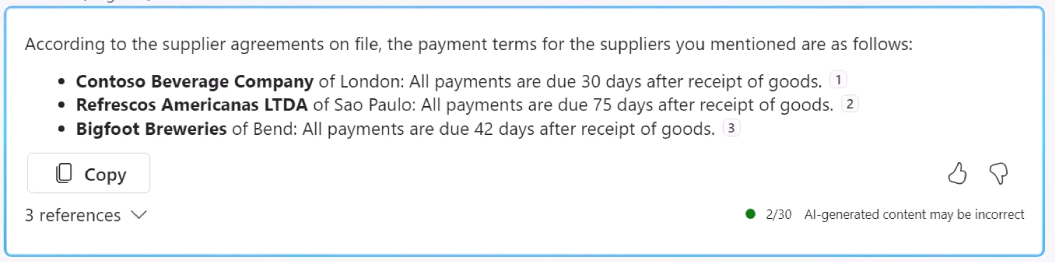 According to the supplier agreements on file, the payment terms for the suppliers you mentioned are as follows:
• Contoso Beverage Company of London: All payments are due 30 days after receipt of goods. 1
• Refrescos Americanas LTDA of Sao Paulo: All payments are due 75 days after receipt of goods. 2
• Bigfoot Breweries of Bend: All payments are due 42 days after receipt of goods. 3
Copy
3 references
2/30 AI-generated content may be incorrect